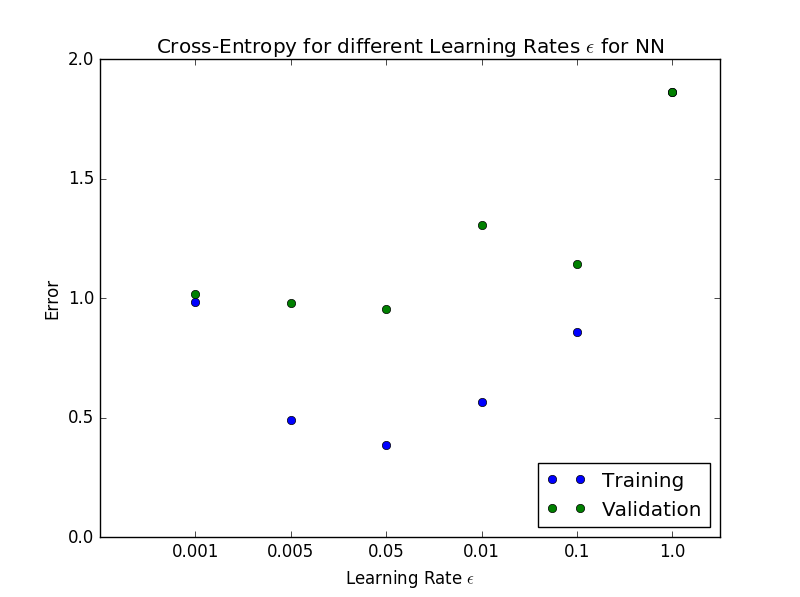 Cross-Entropy for different Learning Rates ϵ for NN
2.0
1.5
1.0
0.5
0.0
Error
0.001 0.005 0.05 0.01 0.1 1.0
Learning Rate ϵ
Training
Validation